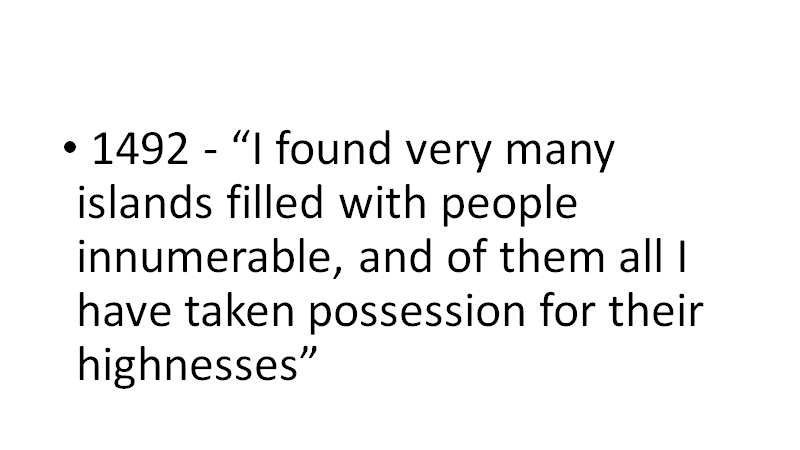 • 1492 - “I found very many
islands filled with people
innumerable, and of them all I
have taken possession for their
highnesses”